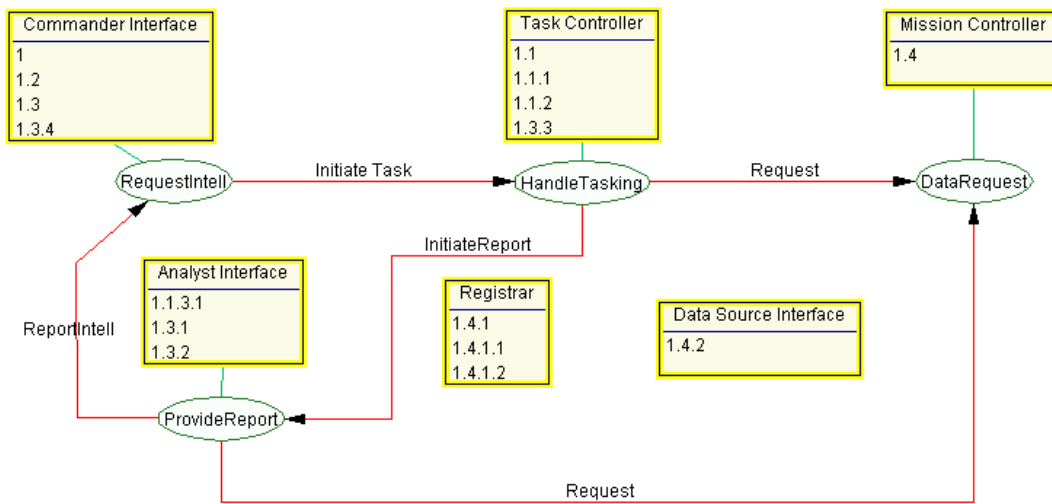 Commander Interface
1
1.2
1.3
1.3.4
Task Controller
1.1
1.1.1
1.1.2
1.3.3
Mission Controller
1.4
RequestIntell
Initiate Task
HandleTasking
Request
DataRequest
InitiateReport
Analyst Interface
1.1.3.1
1.3.1
1.3.2
Registrar
1.4.1
1.4.1.1
1.4.1.2
Data Source Interface
1.4.2
ReportIntell
ProvideReport
Request